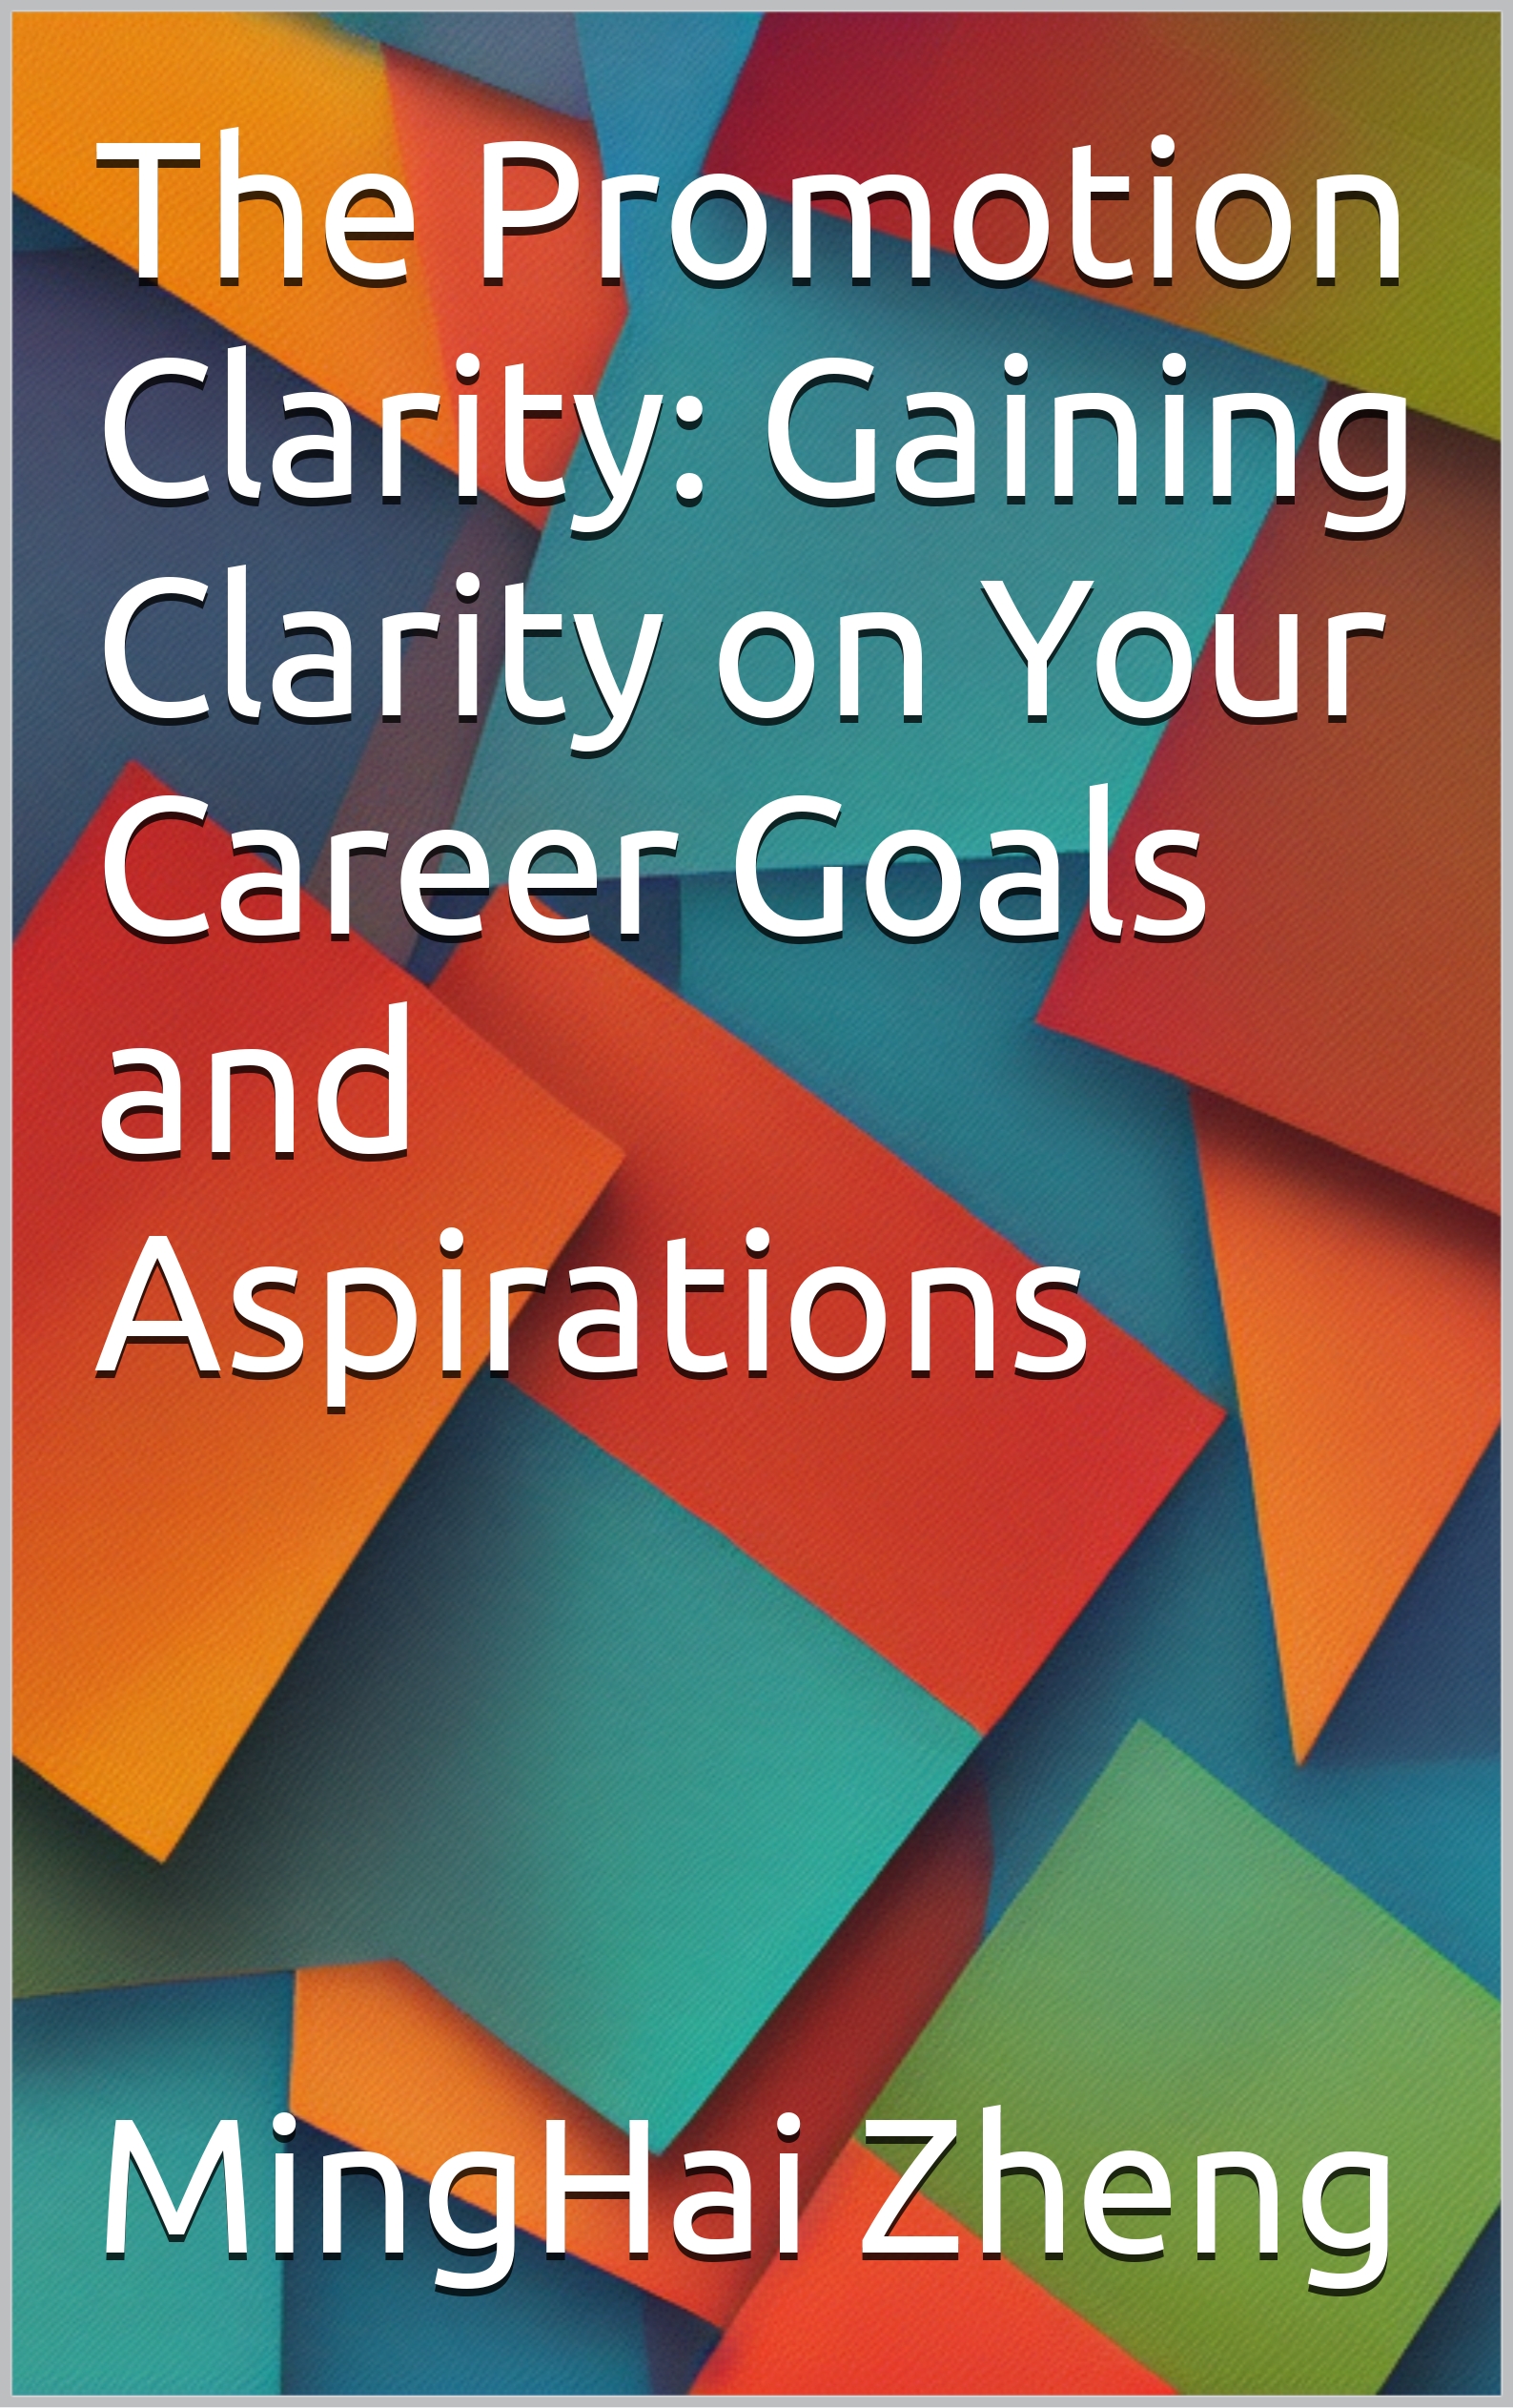 The Promotion
Clarity: Gaining
Clarity on Your
Career Goals
and
Aspirations
MingHai Zheng